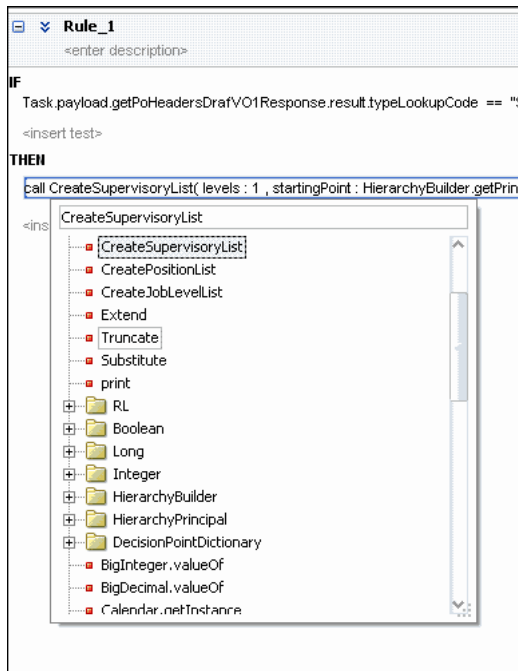 Rule_1
<enter description>
IF
Task.payload.getPoHeadersDrafVO1Response.result.typeLookupCode == "S
<insert test>
THEN
call CreateSupervisoryList( levels : 1 , startingPoint : HierarchyBuilder.getPrin
<ins
CreateSupervisoryList
CreateSupervisoryList
CreatePositionList
CreateJobLevelList
Extend
Truncate
Substitute
print
RL
Boolean
Long
Integer
HierarchyBuilder
HierarchyPrincipal
DecisionPointDictionary
BigInteger.valueOf
BigDecimal.valueOf
Calendar.getInstance